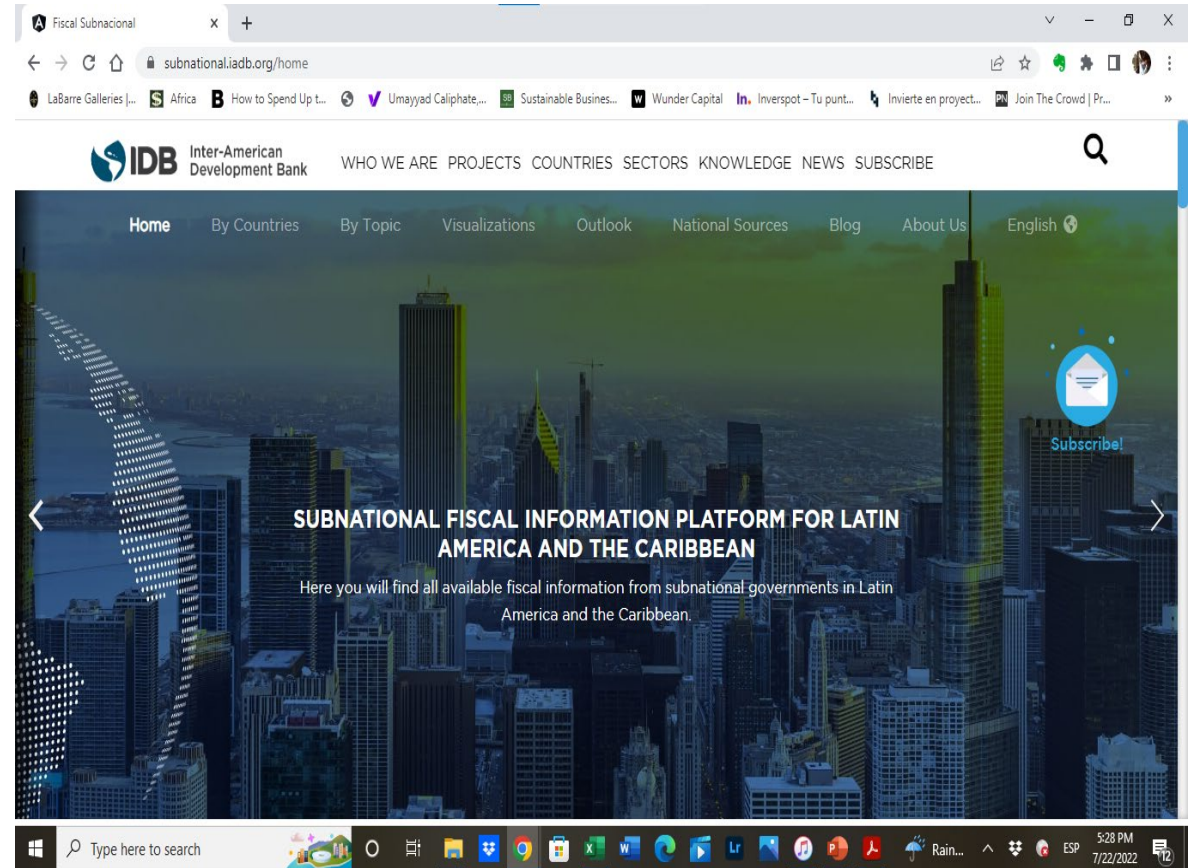 Fiscal Subnacional
subnational.iadb.org/home
LaBarre Galleries |... Africa How to Spend Up t... Umayyad Caliphate,... Sustainable Busines... Wunder Capital Inverspot – Tu punt... Invierte en proyect... Join The Crowd | Pr... »
IDB Inter-American
Development Bank
WHO WE ARE PROJECTS COUNTRIES SECTORS KNOWLEDGE NEWS SUBSCRIBE
Home By Countries By Topic Visualizations Outlook National Sources Blog About Us English
Subscribe!
SUBNATIONAL FISCAL INFORMATION PLATFORM FOR LATIN
AMERICA AND THE CARIBBEAN
Here you will find all available fiscal information from subnational governments in Latin
America and the Caribbean.
Type here to search Rain... ESP 5:28 PM
7/22/2022